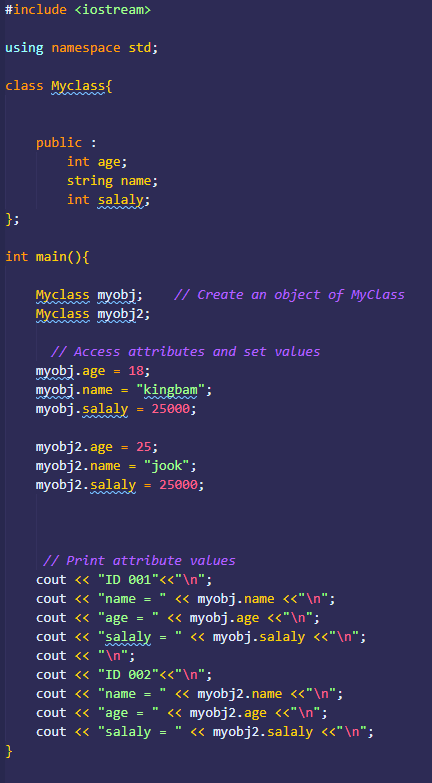 #include <iostream>
using namespace std;
class Myclass{
public :
int age;
string name;
int salaly;
};
int main(){
Myclass myobj;    // Create an object of MyClass
Myclass myobj2;
// Access attributes and set values
myobj.age = 18;
myobj.name = "kingbam";
myobj.salaly = 25000;
myobj2.age = 25;
myobj2.name = "jook";
myobj2.salaly = 25000;
// Print attribute values
cout << "ID 001"<<"\n";
cout << "name = " << myobj.name <<"\n";
cout << "age = " << myobj.age <<"\n";
cout << "salaly = " << myobj.salaly <<"\n";
cout << "\n";
cout << "ID 002"<<"\n";
cout << "name = " << myobj2.name <<"\n";
cout << "age = " << myobj2.age <<"\n";
cout << "salaly = " << myobj2.salaly <<"\n";
}